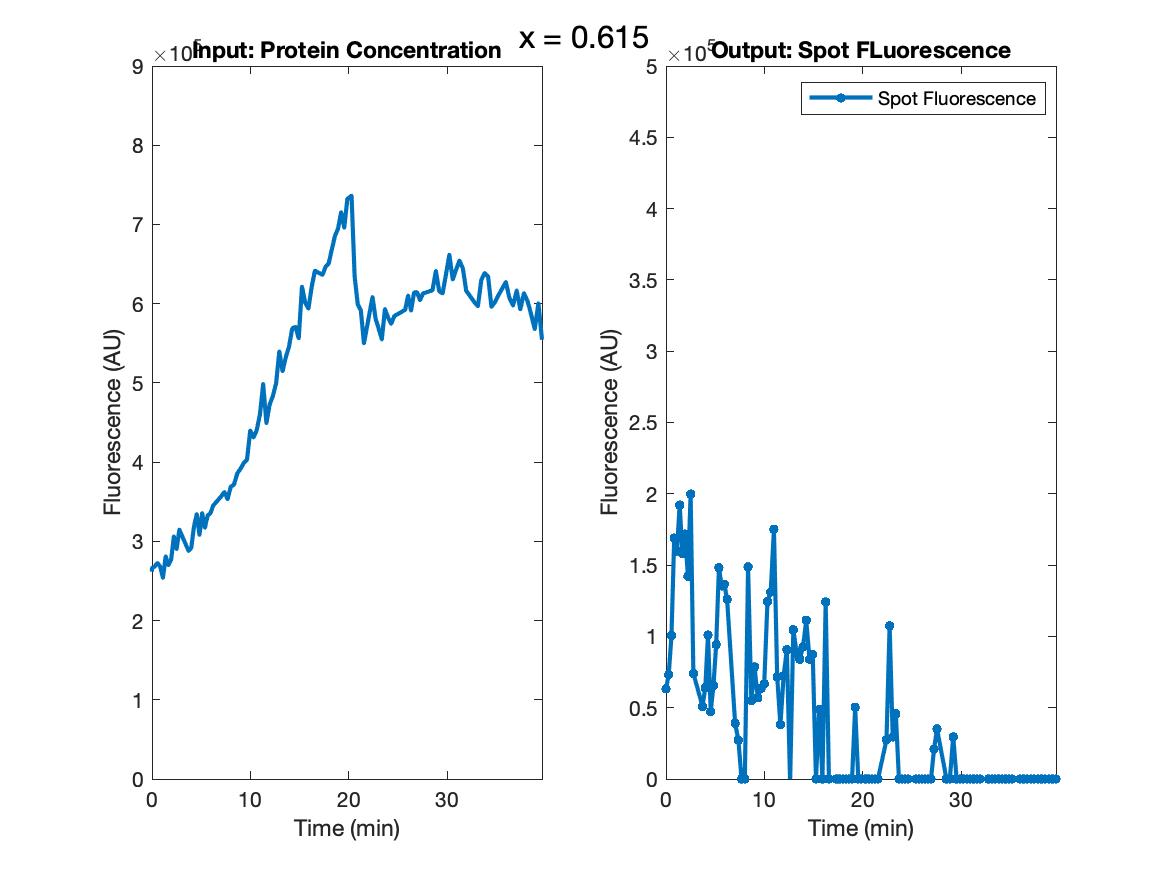 x = 0.615
×10⁵
Input: Protein Concentration
9
8
7
6
5
4
3
2
1
0
Fluorescence (AU)
0 10 20 30
Time (min)
×10⁵
Output: Spot FLuorescence
Spot Fluorescence
5
4.5
4
3.5
3
2.5
2
1.5
1
0.5
0
Fluorescence (AU)
0 10 20 30
Time (min)